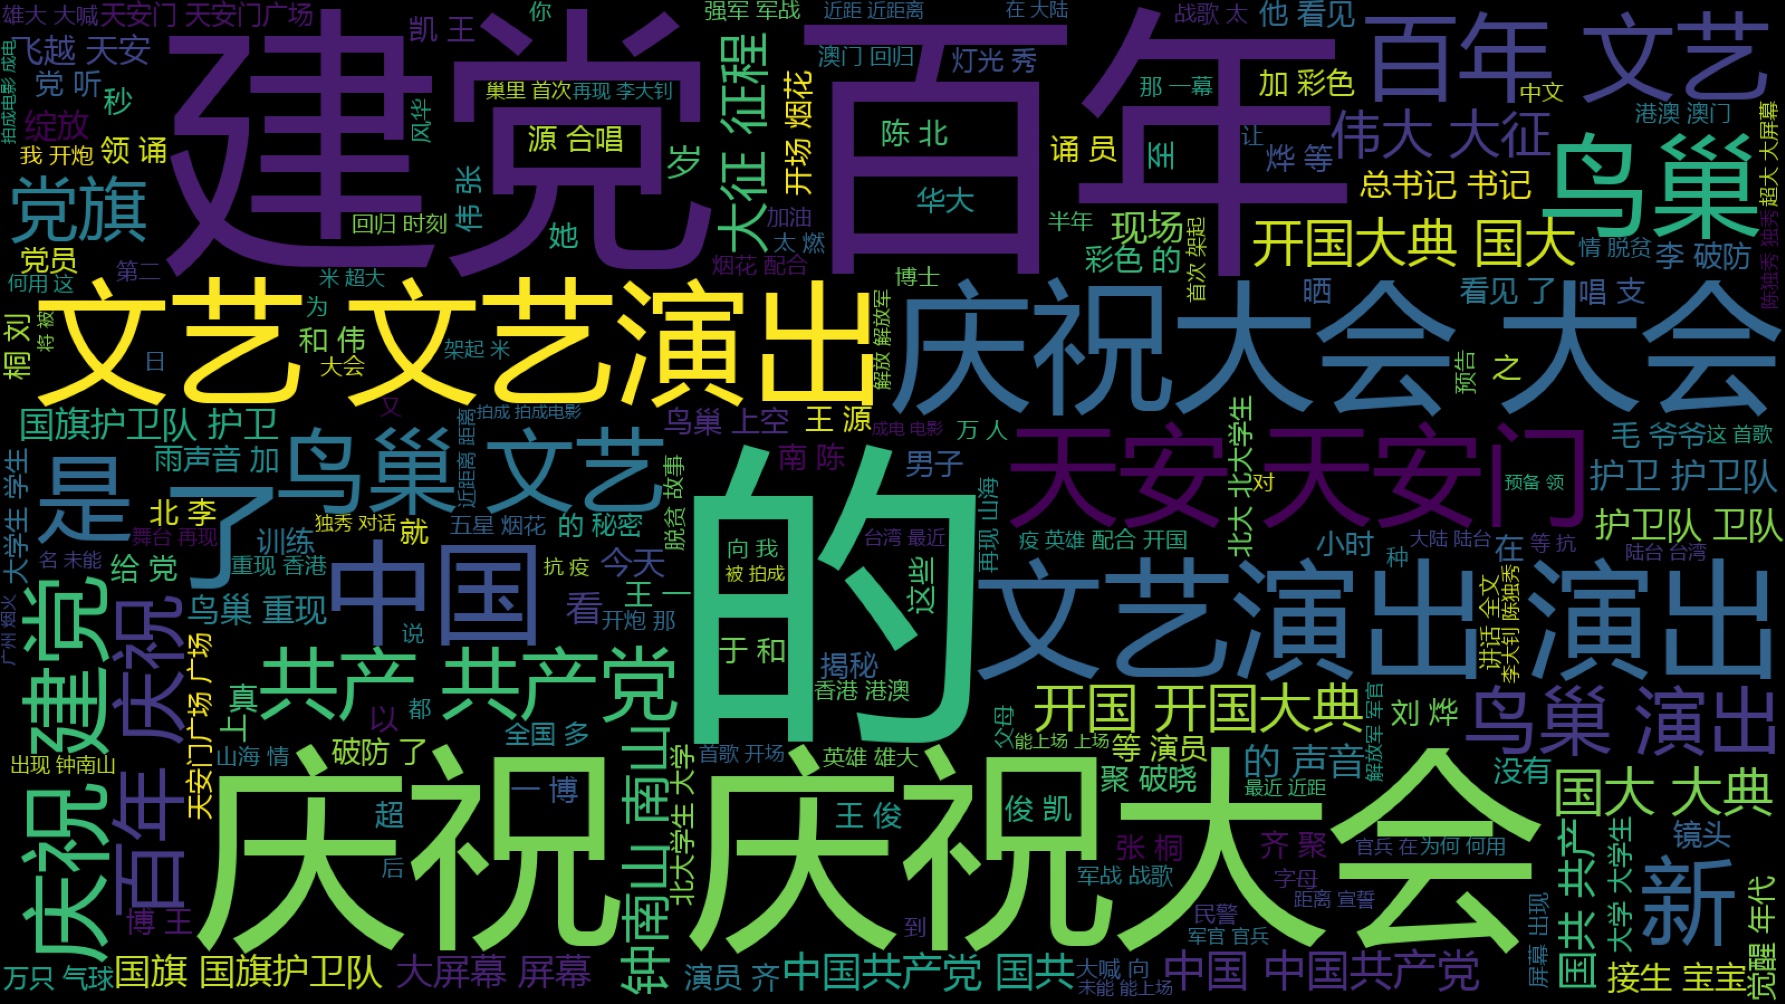 雄大 大喊
天安门 天安门广场
凯 王
你
强军 军战
近距 近距离
在 大陆
战歌 太
他 看见
百年 文艺
建党 百年
飞越 天安
党 听
秒
绽放
我 开炮
领 诵
拍成电影 成电
巢里 首次
再现 李大钊
源 合唱
风华
岁
大征 征程
开场 烟花
澳门 回归
灯光 秀
陈 北
华大
那 一幕
加 彩色
中文
港澳 澳门
伟大 大征
诵 员
至
让
烨 等
总书记 书记
鸟巢
超大 大屏幕
党旗
党员
何用 这
第二
回归 时刻
伟 张
她
加油
太 燃
烟花 配合
半年
现场
彩色 的
首次 架起
开国大典 国大
情 脱贫
李 破防
陈独秀 独秀
米 超大
博士
文艺 文艺演出
庆祝大会 大会
为
和 伟
大会
架起 米
日
桐 刘
将 被
解放 解放军
晒
看见 了
唱 支
预告
之
国旗护卫队 护卫
又
拍成 拍成电影
鸟巢 上空
王 源
成电 电影
万 人
北大 北大学生
天安 天安门
毛 爷爷
这 首歌
雨声音 加
鸟巢 文艺
近距离 距离
南 陈
男子
对
预备 领
护卫 护卫队
大学生 学生
是
了
的
脱贫 故事
再现 山海
北 李
独秀 对话
就
五星 烟花
的 秘密
护卫队 卫队
舞台 再现
训练
台湾 最近
疫 英雄
配合 开国
小时
种
大陆 陆台
在
等 抗
陆台 台湾
名 未能
给 党
重现 香港
中国
抗 疫
今天
向 我
被 拍成
这些
文艺演出 演出
讲话 全文
李大钊 陈独秀
广州 烟火
建党
庆祝
鸟巢 重现
看
王 一
开炮 那
说
于 和
揭秘
香港 港澳
天安门广场 广场
真
上
共产 共产党
以
都
全国 多
父母
开国 开国大典
解放军 军官
刘 烨
鸟巢 演出
出现 钟南山
山海 情
破防 了
首歌 开场
英雄 雄大
能上场 上场
等 演员
的 声音
没有
庆祝 建党
百年 庆祝
庆祝 庆祝大会
一 博
超
钟南山 南山
北大学生 大学
王 俊
俊 凯
聚 破晓
最近 近距
国大 大典
后
张 桐
齐 聚
官兵 在
为何 何用
国共 共产
大学 大学生
镜头
新
军战 战歌
字母
距离 宣誓
博 王
到
民警
军官 官兵
屏幕 出现
觉醒 年代
万只 气球
国旗 国旗护卫队
大屏幕 屏幕
演员 齐
中国共产党 国共
大喊 向
未能 能上场
中国 中国共产党
接生 宝宝